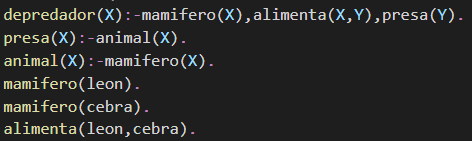 depredador(X):-mamifero(X),alimenta(X,Y),presa(Y).
presa(X):-animal(X).
animal(X):-mamifero(X).
mamifero(leon).
mamifero(cebra).
alimenta(leon,cebra).